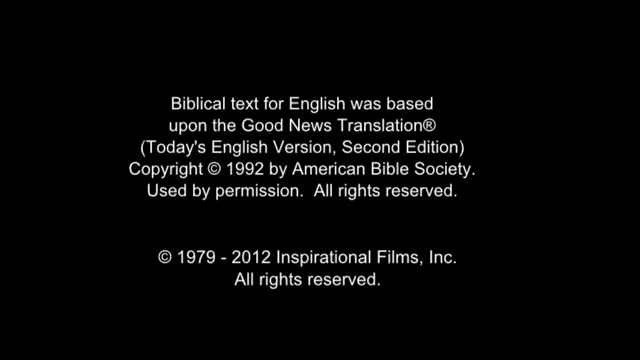 Biblical text for English was based
upon the Good News Translation®
(Today's English Version, Second Edition)
Copyright © 1992 by American Bible Society.
Used by permission.  All rights reserved.
© 1979 - 2012 Inspirational Films, Inc.
All rights reserved.